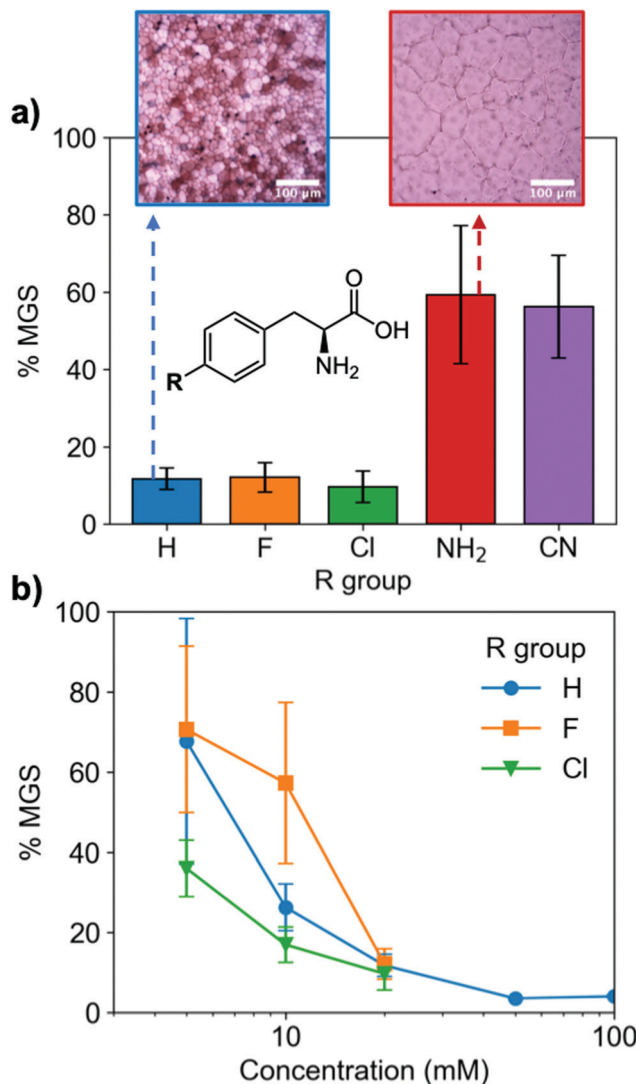 a)
100 μm
100 μm
% MGS
100
80
60
40
20
0
O
OH
NH2
R
H
F
Cl
NH2
CN
R group
b)
% MGS
100
80
60
40
20
0
R group
H
F
Cl
10
100
Concentration (mM)